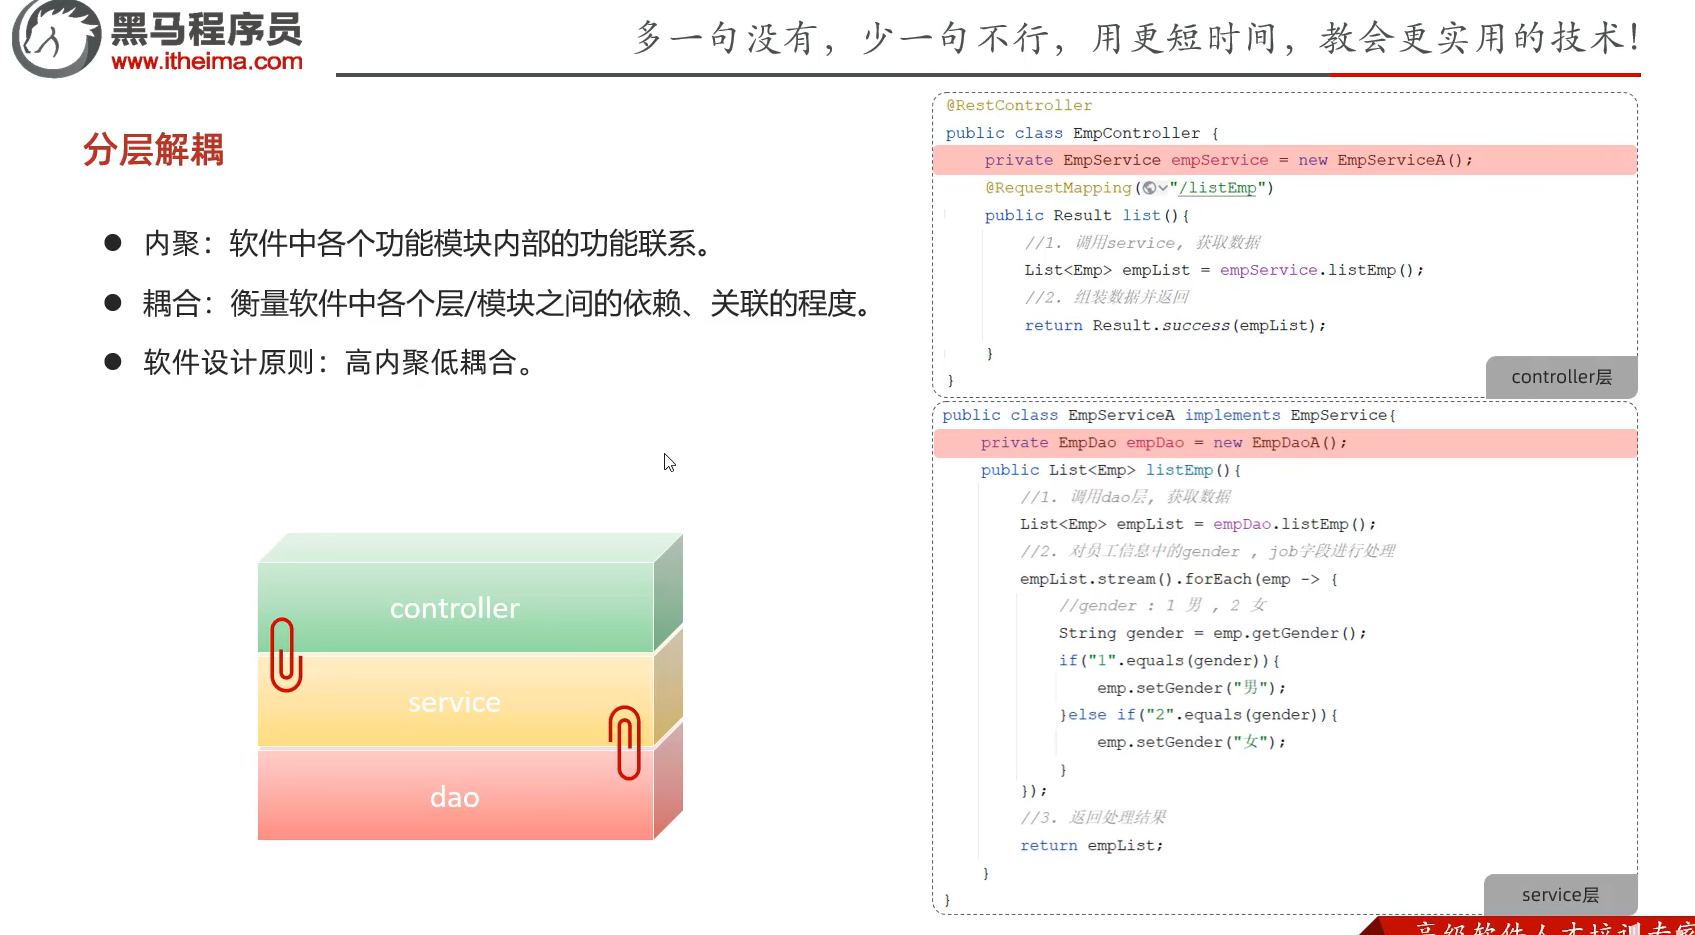 黑马程序员
www.itheima.com
多一句没有，少一句不行，用更短时间，教会更实用的技术！
分层解耦
内聚：软件中各个功能模块内部的功能联系。
耦合：衡量软件中各个层/模块之间的依赖、关联的程度。
软件设计原则：高内聚低耦合。
controller
service
dao
@RestController
public class EmpController {
private EmpService empService = new EmpServiceA();
@RequestMapping("/listEmp")
public Result list(){
//1. 调用service, 获取数据
List<Emp> empList = empService.listEmp();
//2. 组装数据并返回
return Result.success(empList);
}
}
controller层
public class EmpServiceA implements EmpService{
private EmpDao empDao = new EmpDaoA();
public List<Emp> listEmp(){
//1. 调用dao层, 获取数据
List<Emp> empList = empDao.listEmp();
//2. 对员工信息中的gender , job字段进行处理
empList.stream().forEach(emp -> {
//gender : 1 男 , 2 女
String gender = emp.getGender();
if("1".equals(gender)){
emp.setGender("男");
}else if("2".equals(gender)){
emp.setGender("女");
}
});
//3. 返回处理结果
return empList;
}
}
service层
高级软件人才培训专家